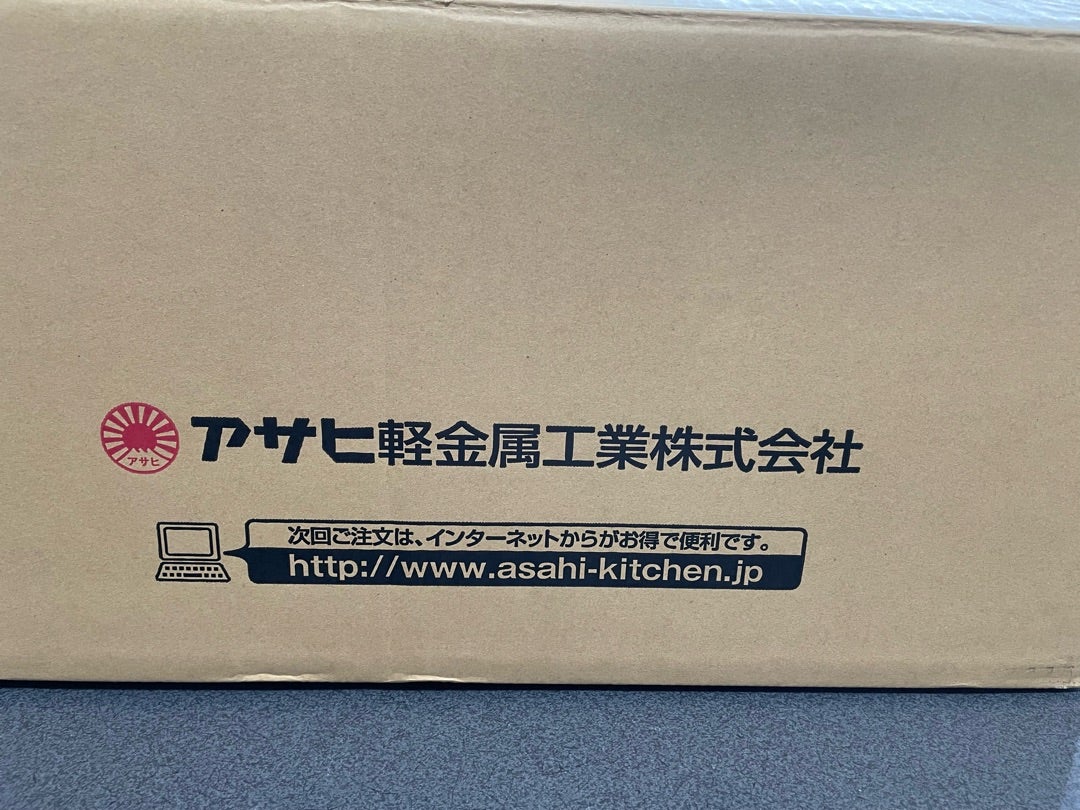 アサヒ
アサヒ軽金属工業株式会社
次回ご注文は、インターネットからがお得で便利です。
http://www.asahi-kitchen.jp